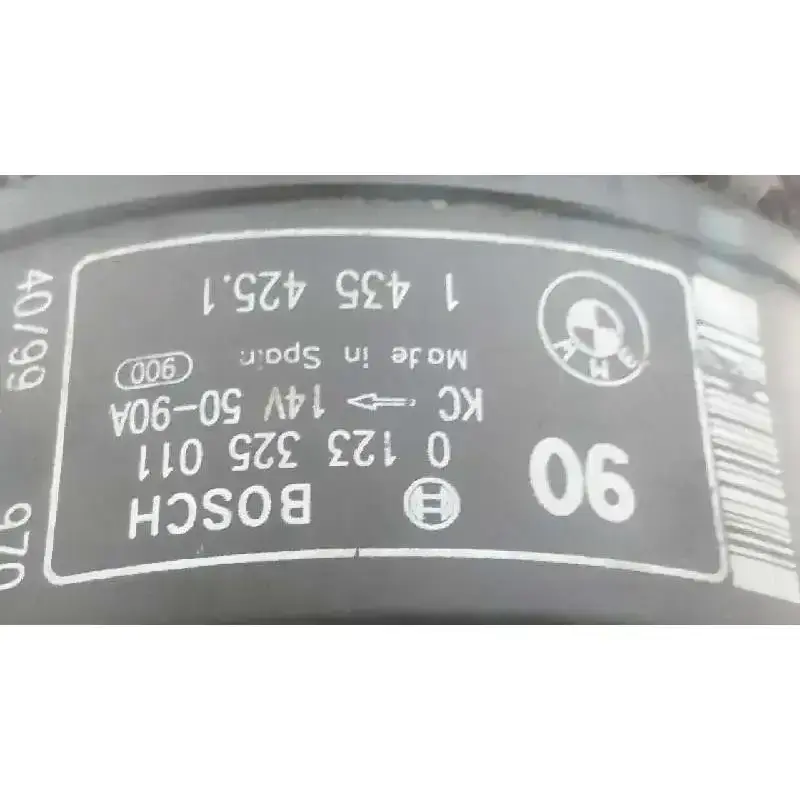 90
BOSCH
0 123 325 011
KC → 14V 50-90A
Made in Spain 900
1 435 425.1
BMW
40/99
970